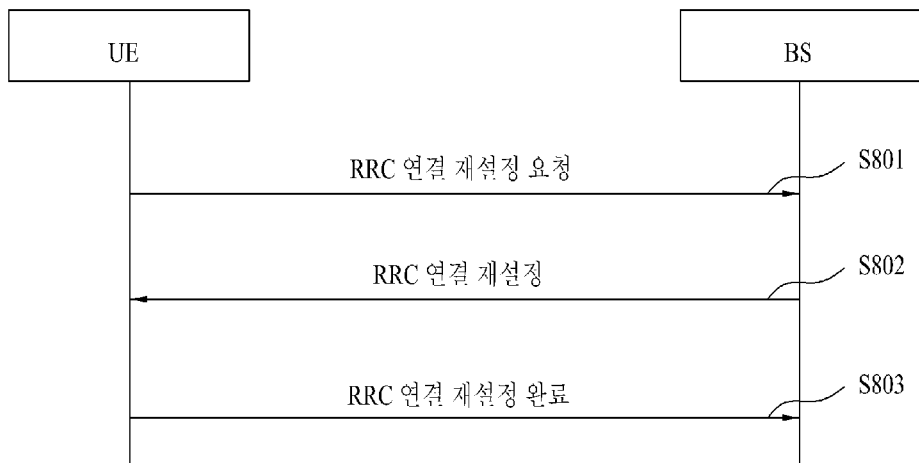 UE
BS
RRC 연결 재설정 요청
S801
RRC 연결 재설정
S802
RRC 연결 재설정 완료
S803